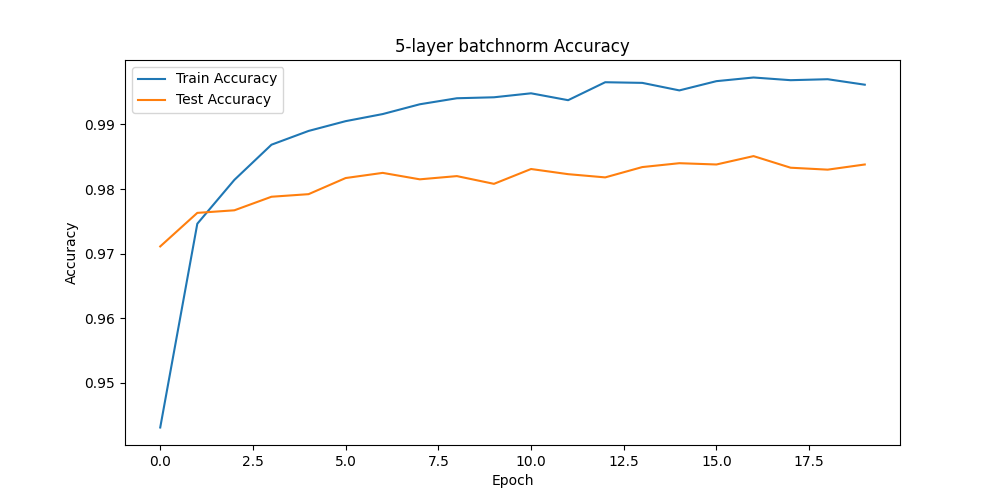 5-layer batchnorm Accuracy
Train Accuracy
Test Accuracy
0.99
0.98
0.97
0.96
0.95
Accuracy
0.0 2.5 5.0 7.5 10.0 12.5 15.0 17.5
Epoch